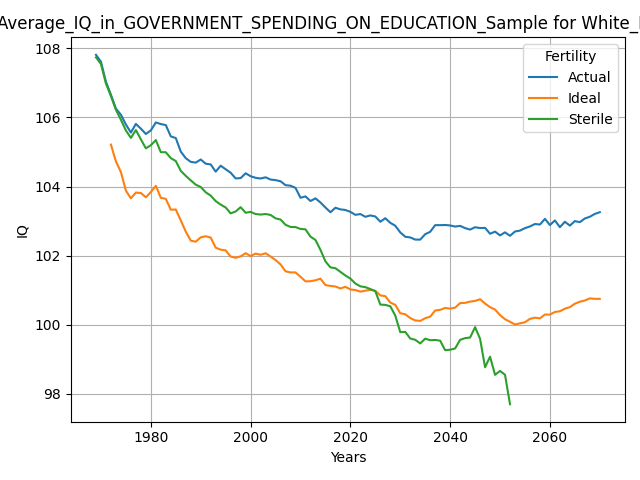 Average_IQ_in_GOVERNMENT_SPENDING_ON_EDUCATION_Sample for White_
Fertility
Actual
Ideal
Sterile
108
106
104
102
100
98
IQ
1980
2000
2020
2040
2060
Years